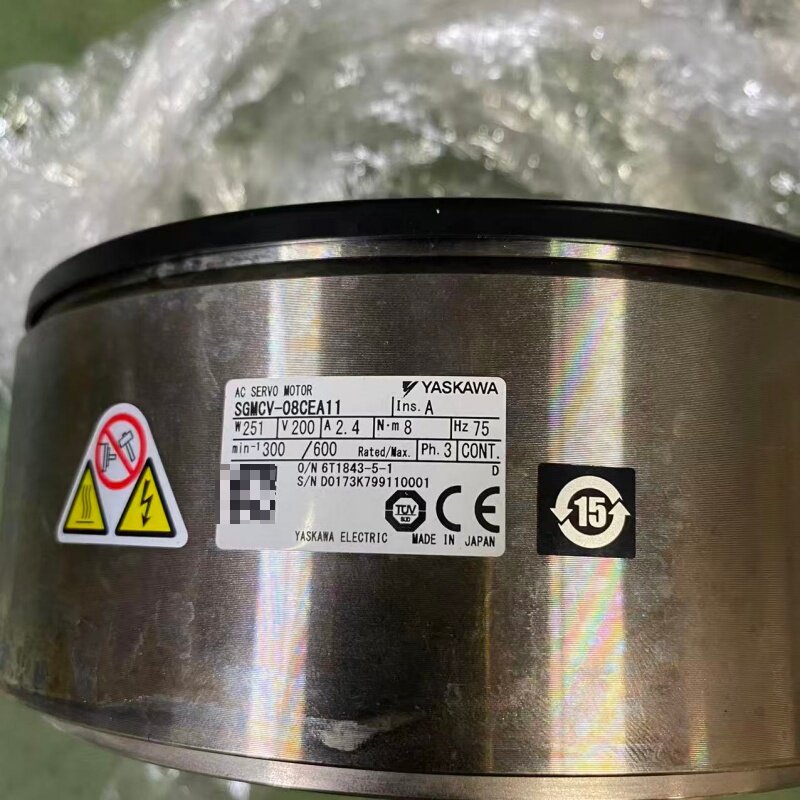 AC SERVO MOTOR YASKAWA
SGMCV-08CEA11 Ins. A
W 251 V 200 A 2.4 N·m 8 Hz 75
min-1 300 /600 Rated/Max. Ph. 3 CONT.
O/N 6T1843-5-1 D
S/N D0173K799110001
TÜV
SÜD
CE
YASKAWA ELECTRIC MADE IN JAPAN
15